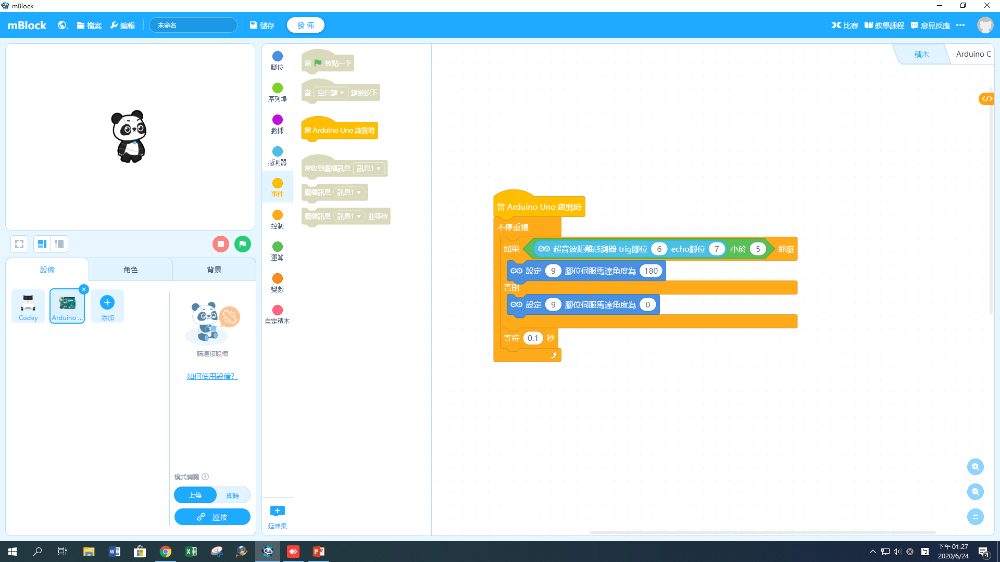 mBlock
mBlock 檔案 編輯 未命名 儲存 發 佈 比賽 教學課程 意見反應
積木 Arduino C
腳位
序列埠
數據
感測器
事件
控制
運算
變數
自定積木
延伸集
當 被點一下
當 空白鍵 鍵被按下
當 Arduino Uno 啟動時
當收到廣播訊息 訊息1
廣播訊息 訊息1
廣播訊息 訊息1 並等待
當 Arduino Uno 啟動時
不停重複
如果 超音波距離感測器 trig腳位 6 echo腳位 7 小於 5 那麼
設定 9 腳位伺服馬達角度為 180
否則
設定 9 腳位伺服馬達角度為 0
等待 0.1 秒
設備 角色 背景
Codey Arduino ... 添加
請連接設備
如何使用設備?
模式開關 ?
上傳 即時
連接
下午 01:27
2020/6/24
4